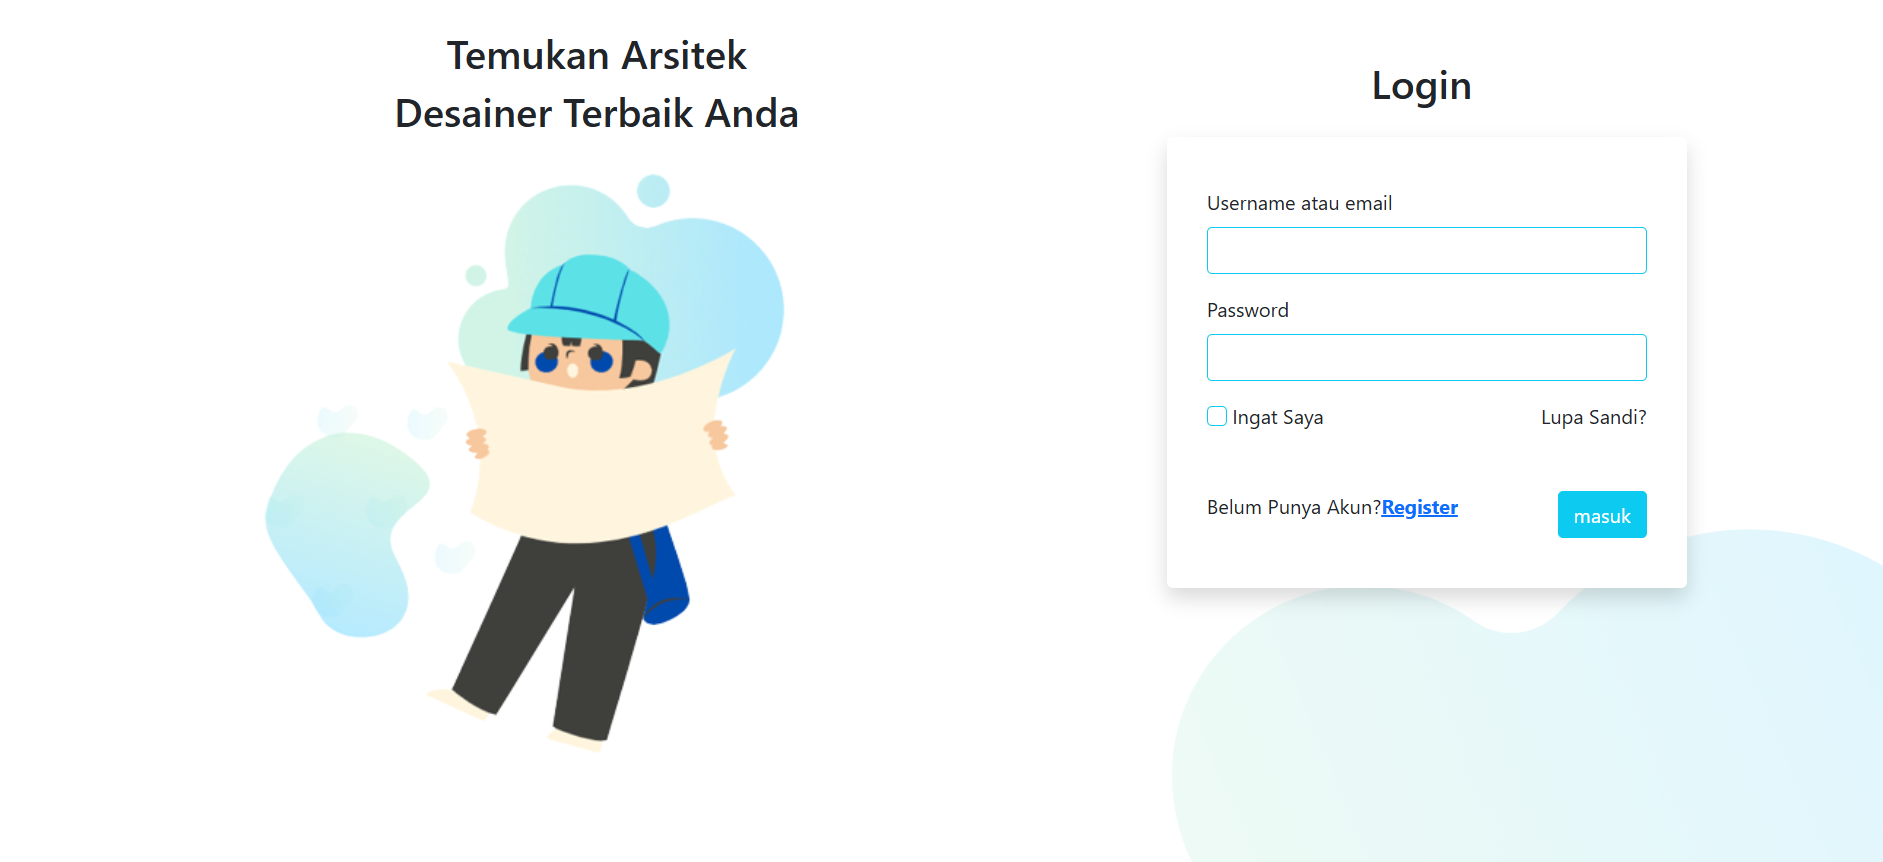 Temukan Arsitek
Desainer Terbaik Anda
Login
Username atau email
Password
Ingat Saya
Lupa Sandi?
Belum Punya Akun?Register
masuk